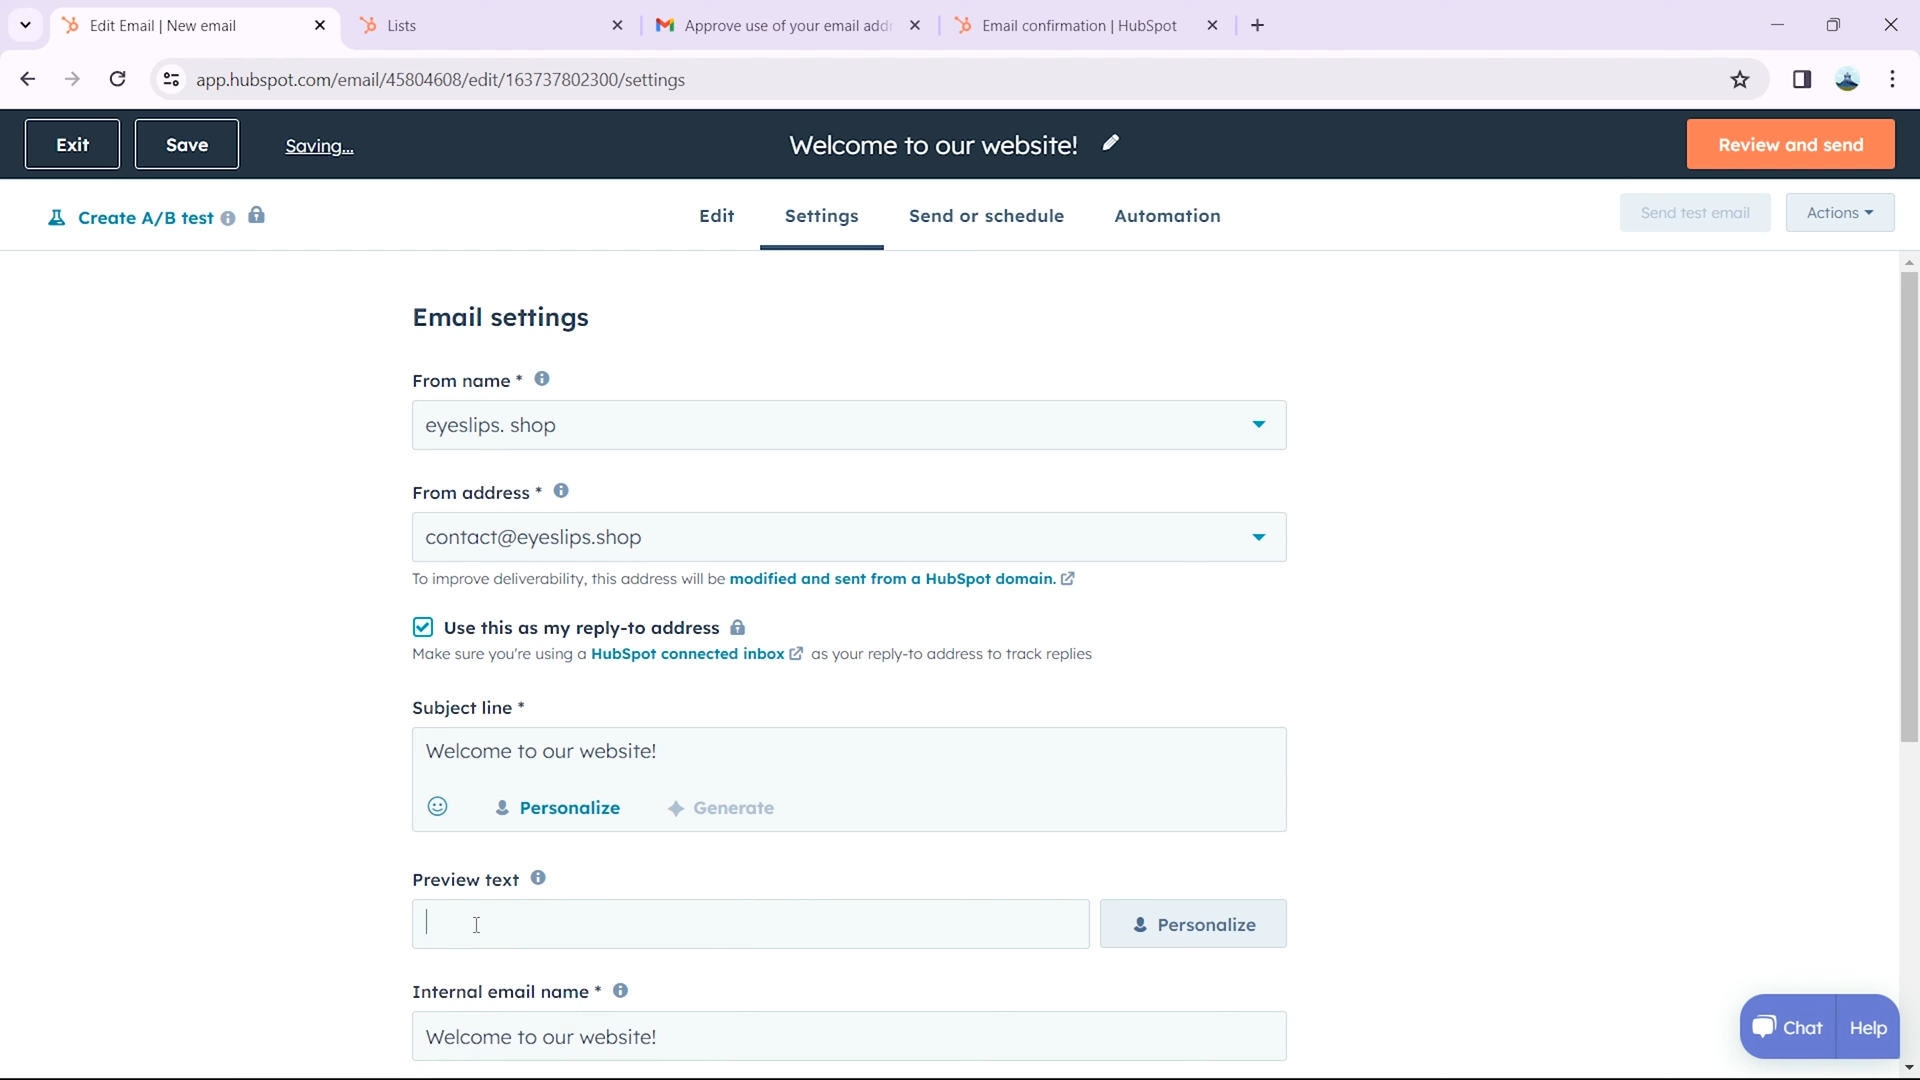 Edit Email | New email
Lists
Approve use of your email addr
Email confirmation | HubSpot
app.hubspot.com/email/45804608/edit/163737802300/settings
Exit
Save
Saving...
Welcome to our website!
Review and send
Create A/B test
Edit
Settings
Send or schedule
Automation
Send test email
Actions
Email settings
From name *
eyeslips. shop
From address *
contact@eyeslips.shop
To improve deliverability, this address will be modified and sent from a HubSpot domain.
Use this as my reply-to address
Make sure you're using a HubSpot connected inbox as your reply-to address to track replies
Subject line *
Welcome to our website!
Personalize
Generate
Preview text
Personalize
Internal email name *
Welcome to our website!
Chat
Help